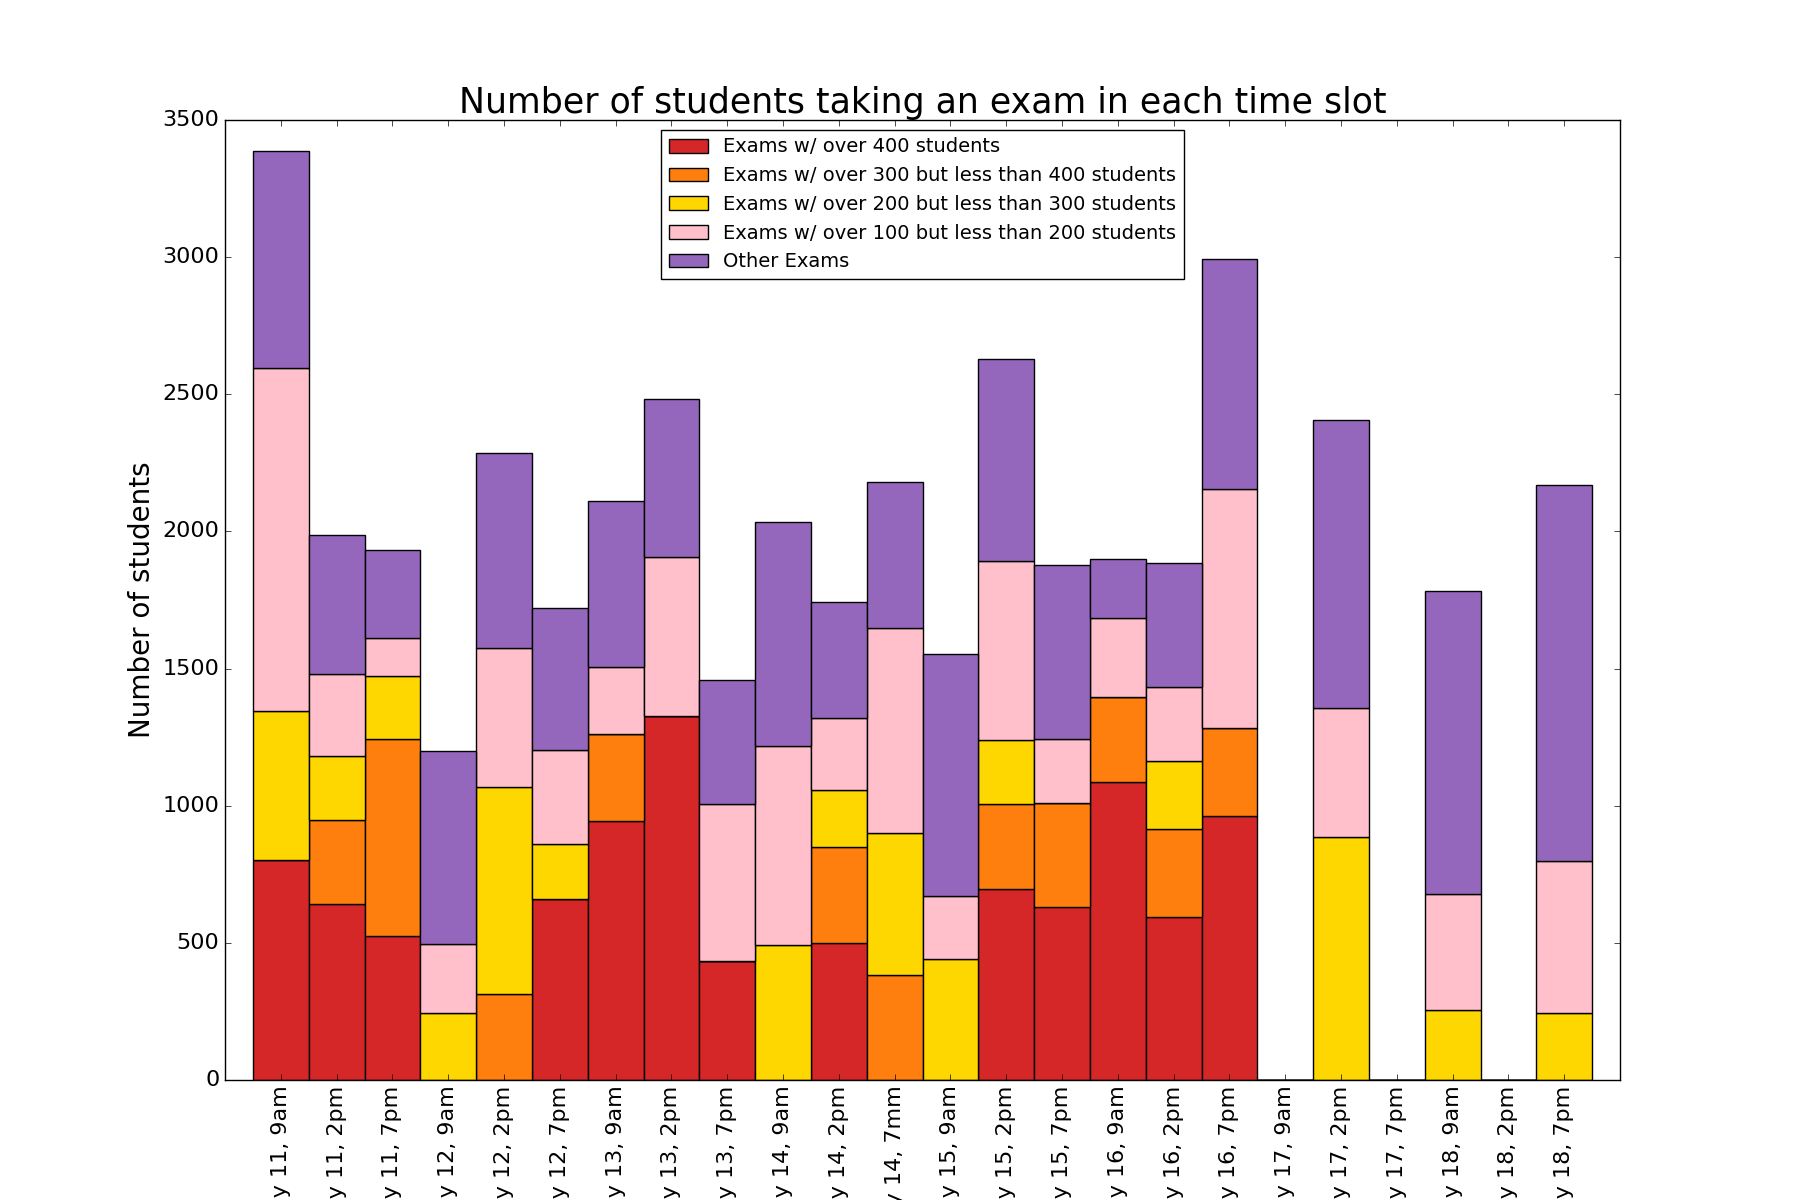 Number of students taking an exam in each time slot
Exams w/ over 400 students
Exams w/ over 300 but less than 400 students
Exams w/ over 200 but less than 300 students
Exams w/ over 100 but less than 200 students
Other Exams
Number of students
3500
3000
2500
2000
1500
1000
500
0
y 11, 9am
y 11, 2pm
y 11, 7pm
y 12, 9am
y 12, 2pm
y 12, 7pm
y 13, 9am
y 13, 2pm
y 13, 7pm
y 14, 9am
y 14, 2pm
y 14, 7mm
y 15, 9am
y 15, 2pm
y 15, 7pm
y 16, 9am
y 16, 2pm
y 16, 7pm
y 17, 9am
y 17, 2pm
y 17, 7pm
y 18, 9am
y 18, 2pm
y 18, 7pm